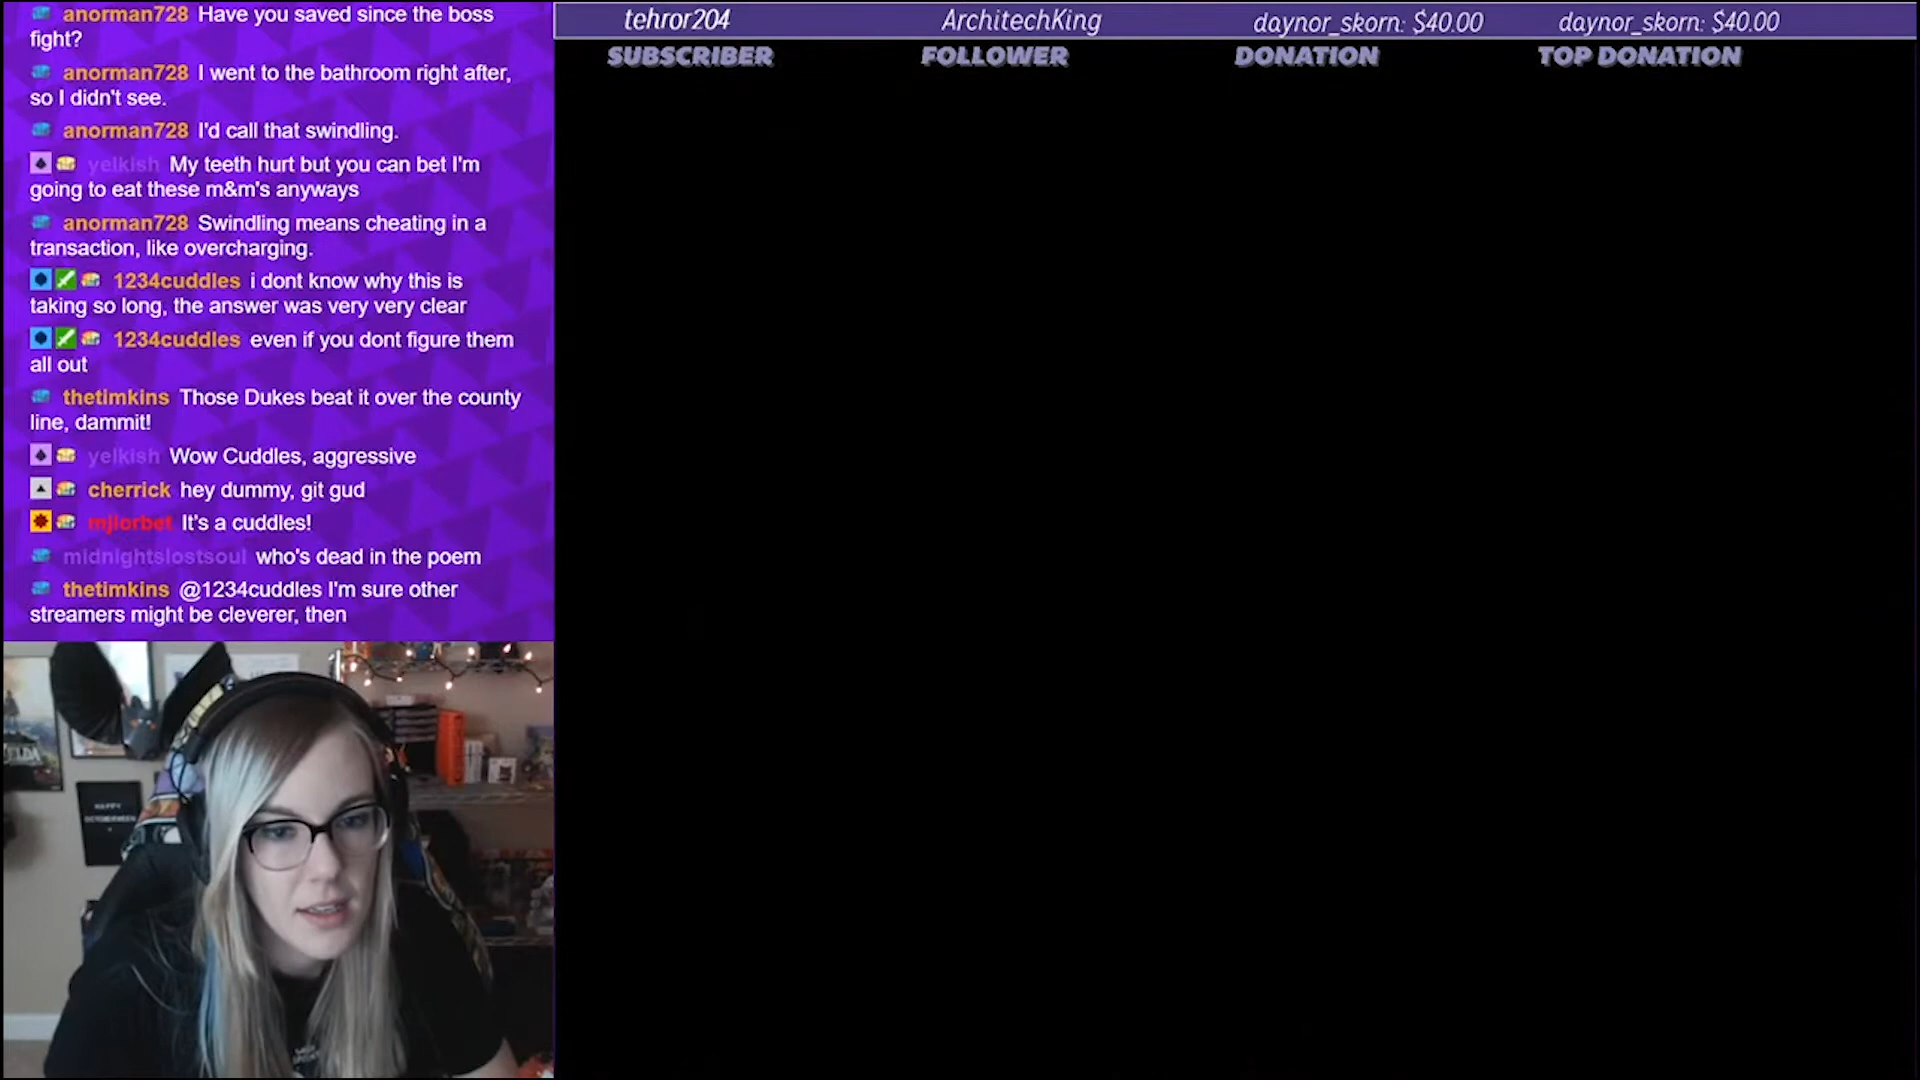 anorman728 Have you saved since the boss
fight?
anorman728 I went to the bathroom right after,
so I didn't see.
anorman728 I'd call that swindling.
yelkish My teeth hurt but you can bet I'm
going to eat these m&m's anyways
anorman728 Swindling means cheating in a
transaction, like overcharging.
1234cuddles i dont know why this is
taking so long, the answer was very very clear
1234cuddles even if you dont figure them
all out
thetimkins Those Dukes beat it over the county
line, dammit!
yelkish Wow Cuddles, aggressive
cherrick hey dummy, git gud
mjlorbet It's a cuddles!
midnightslostsoul who's dead in the poem
thetimkins @1234cuddles I'm sure other
streamers might be cleverer, then
tehror204 ArchitechKing daynor_skorn: $40.00 daynor_skorn: $40.00
SUBSCRIBER FOLLOWER DONATION TOP DONATION
HAPPY